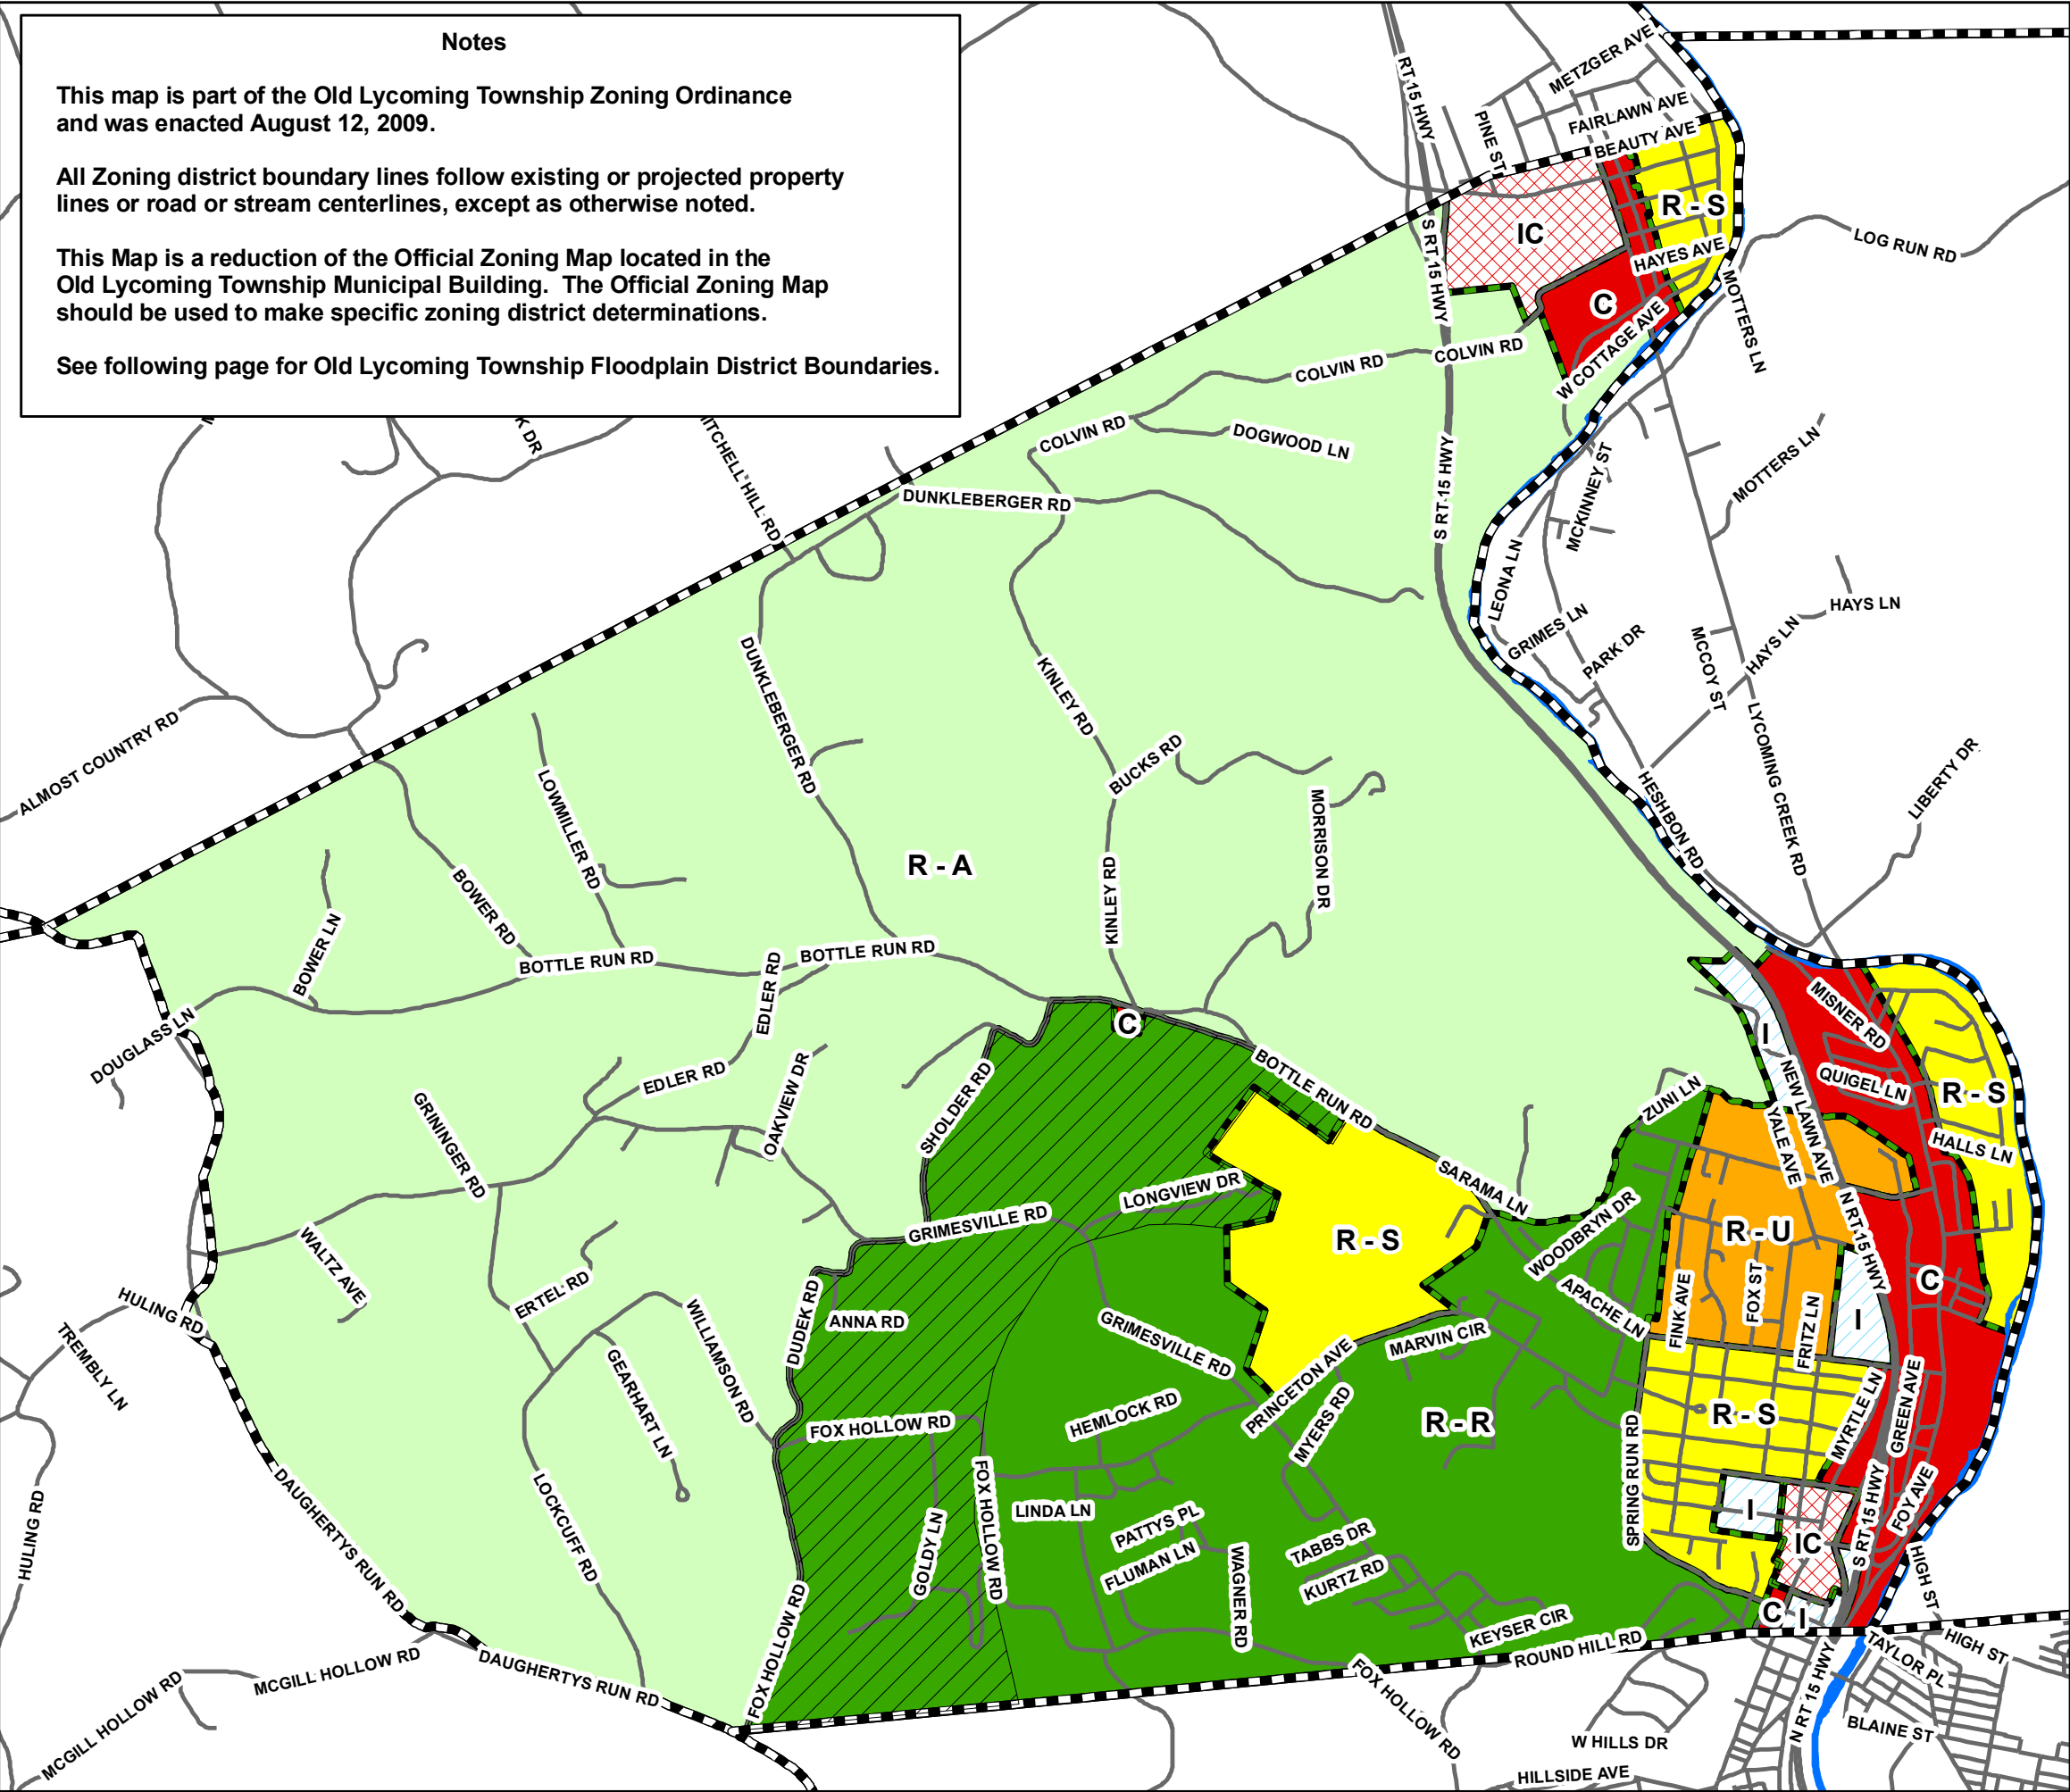 Notes
This map is part of the Old Lycoming Township Zoning Ordinance
and was enacted August 12, 2009.
All Zoning district boundary lines follow existing or projected property
lines or road or stream centerlines, except as otherwise noted.
This Map is a reduction of the Official Zoning Map located in the
Old Lycoming Township Municipal Building.  The Official Zoning Map
should be used to make specific zoning district determinations.
See following page for Old Lycoming Township Floodplain District Boundaries.
RT 15 HWY
METZGER AVE
PINE ST
FAIRLAWN AVE
BEAUTY AVE
R - S
IC
S RT 15 HWY
HAYES AVE
LOG RUN RD
C
MOTTERS LN
W COTTAGE AVE
COLVIN RD
COLVIN RD
COLVIN RD
DOGWOOD LN
K DR
ITCHELL HILL RD
DUNKLEBERGER RD
S RT 15 HWY
MCKINNEY ST
MOTTERS LN
LEONA LN
GRIMES LN
PARK DR
HAYS LN
HAYS LN
MCCOY ST
LYCOMING CREEK RD
HESHBON RD
LIBERTY DR
ALMOST COUNTRY RD
DUNKLEBERGER RD
KINLEY RD
BUCKS RD
MORRISON DR
LOWMILLER RD
R - A
KINLEY RD
BOWER LN
BOWER RD
BOTTLE RUN RD
BOTTLE RUN RD
EDLER RD
DOUGLASS LN
EDLER RD
OAKVIEW DR
GRININGER RD
SHOLDER RD
C
BOTTLE RUN RD
MISNER RD
I
NEW LAWN AVE
QUIGEL LN
R - S
ZUNI LN
YALE AVE
HALLS LN
SARAMA LN
LONGVIEW DR
GRIMESVILLE RD
R - S
WOODBRYN DR
R - U
N RT 15 HWY
C
WALTZ AVE
ERTEL RD
HULING RD
TREMBLY LN
WILLIAMSON RD
DUDEK RD
ANNA RD
GRIMESVILLE RD
MARVIN CIR
APACHE LN
FINK AVE
FOX ST
FRITZ LN
I
GEARHART LN
FOX HOLLOW RD
HEMLOCK RD
PRINCETON AVE
MYERS RD
R - R
SPRING RUN RD
R - S
MYRTLE LN
GREEN AVE
HULING RD
DAUGHERTYS RUN RD
LOCKCUFF RD
GOLDY LN
FOX HOLLOW RD
LINDA LN
PATTYS PL
FLUMAN LN
WAGNER RD
TABBS DR
KURTZ RD
I
IC
S RT 15 HWY
FOY AVE
HIGH ST
FOX HOLLOW RD
KEYSER CIR
ROUND HILL RD
C
I
MCGILL HOLLOW RD
MCGILL HOLLOW RD
DAUGHERTYS RUN RD
FOX HOLLOW RD
N RT 15 HWY
TAYLOR PL
HIGH ST
BLAINE ST
W HILLS DR
HILLSIDE AVE